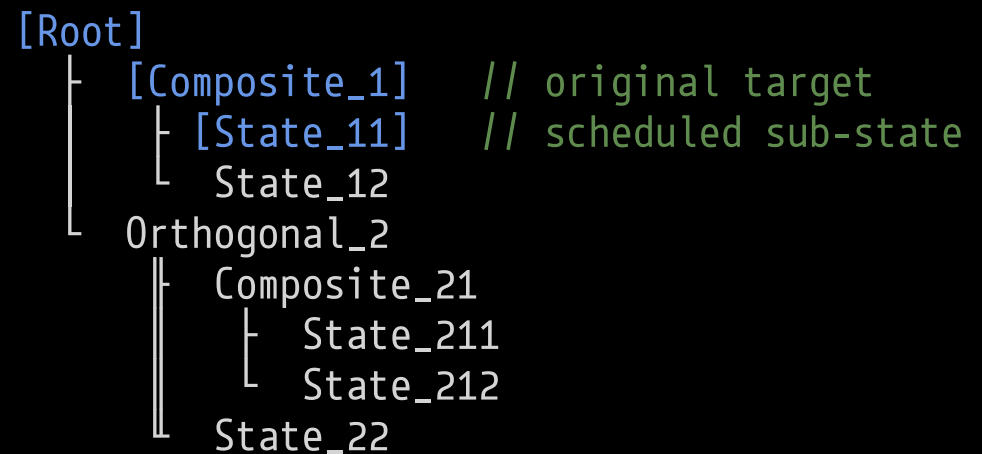 [Root]
[Composite_1] // original target
[State_11] // scheduled sub-state
State_12
Orthogonal_2
Composite_21
State_211
State_212
State_22